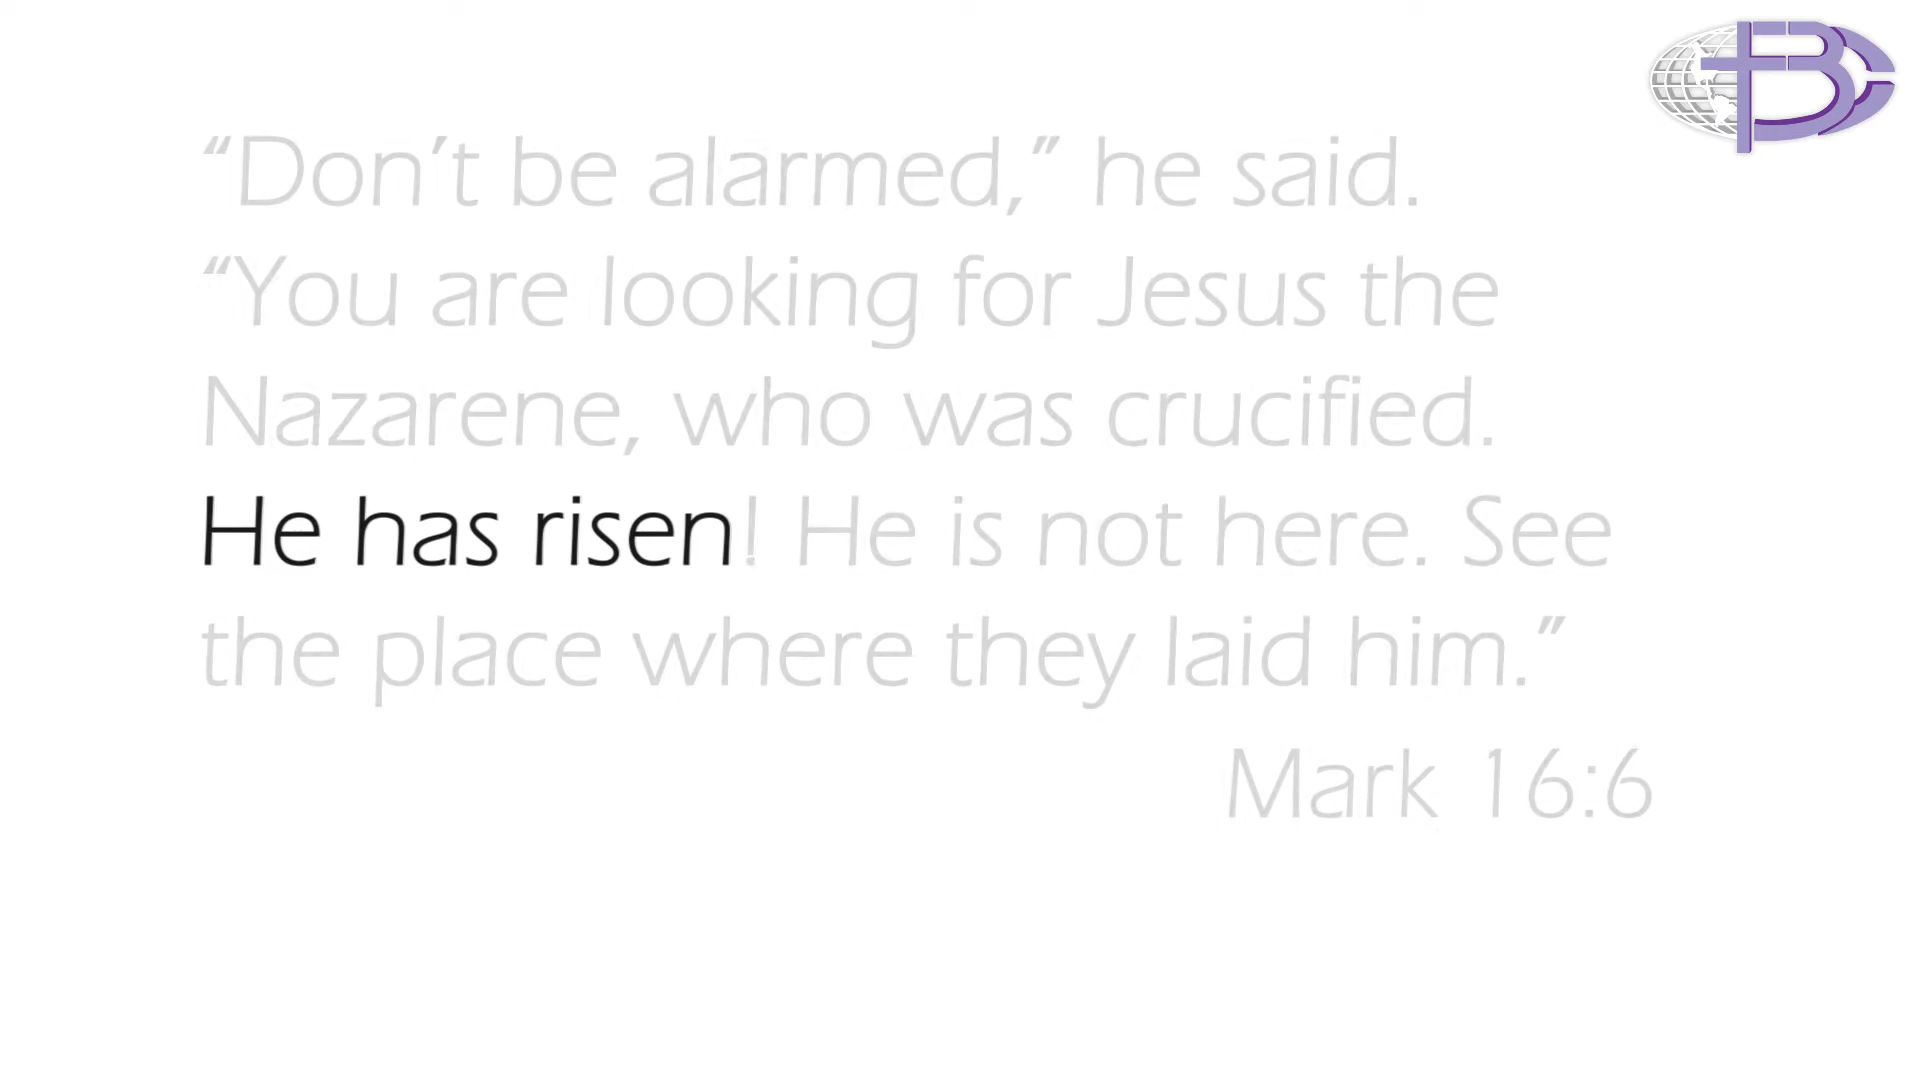 “Don’t be alarmed,” he said.
“You are looking for Jesus the
Nazarene, who was crucified.
He has risen! He is not here. See
the place where they laid him.”
Mark 16:6
BC